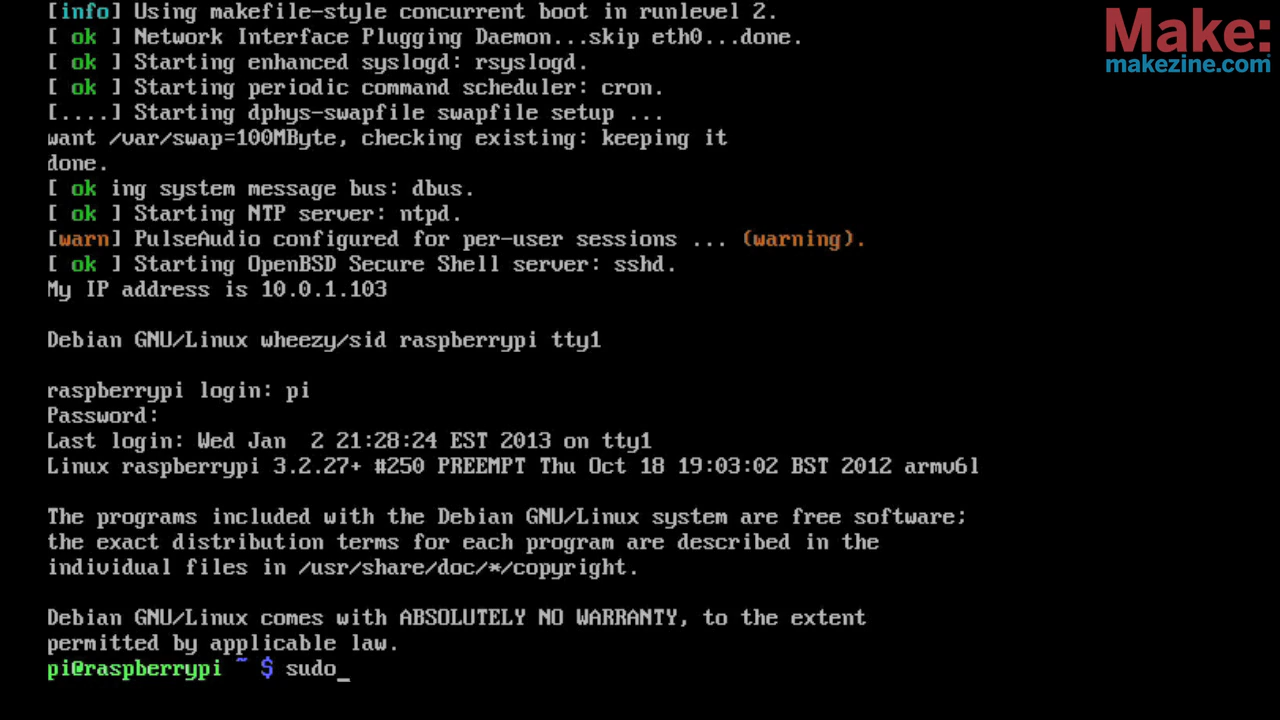 [info] Using makefile-style concurrent boot in runlevel 2.
[ ok ] Network Interface Plugging Daemon...skip eth0...done.
[ ok ] Starting enhanced syslogd: rsyslogd.
[ ok ] Starting periodic command scheduler: cron.
[....] Starting dphys-swapfile swapfile setup ...
want /var/swap=100MByte, checking existing: keeping it
done.
[ ok ing system message bus: dbus.
[ ok ] Starting NTP server: ntpd.
[warn] PulseAudio configured for per-user sessions ... (warning).
[ ok ] Starting OpenBSD Secure Shell server: sshd.
My IP address is 10.0.1.103
Debian GNU/Linux wheezy/sid raspberrypi tty1
raspberrypi login: pi
Password:
Last login: Wed Jan  2 21:28:24 EST 2013 on tty1
Linux raspberrypi 3.2.27+ #250 PREEMPT Thu Oct 18 19:03:02 BST 2012 armv6l
The programs included with the Debian GNU/Linux system are free software;
the exact distribution terms for each program are described in the
individual files in /usr/share/doc/*/copyright.
Debian GNU/Linux comes with ABSOLUTELY NO WARRANTY, to the extent
permitted by applicable law.
pi@raspberrypi ~ $ sudo_
Make:
makezine.com